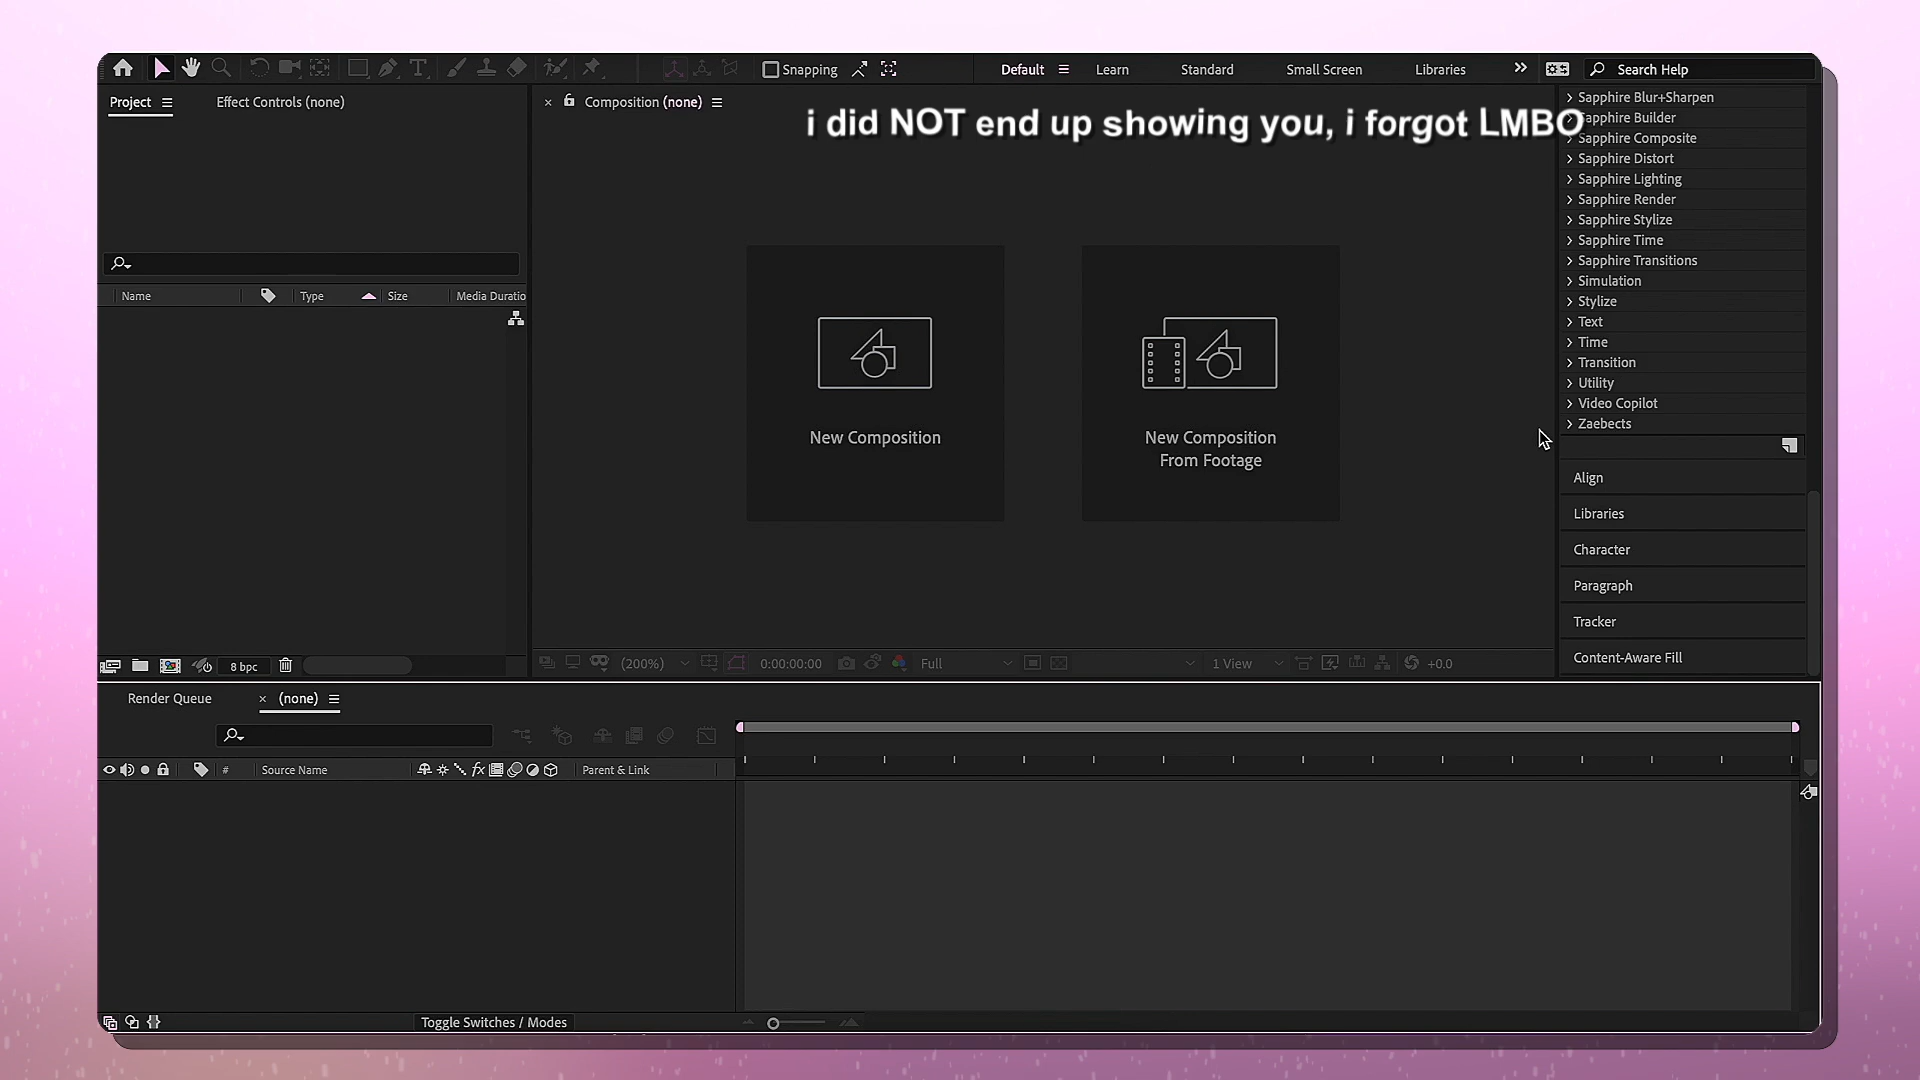 Snapping
Default
Learn
Standard
Small Screen
Libraries
Search Help
Project
Effect Controls (none)
Composition (none)
i did NOT end up showing you, i forgot LMBO
Name
Type
Size
Media Duratio
New Composition
New Composition
From Footage
Sapphire Blur+Sharpen
Sapphire Builder
Sapphire Composite
Sapphire Distort
Sapphire Lighting
Sapphire Render
Sapphire Stylize
Sapphire Time
Sapphire Transitions
Simulation
Stylize
Text
Time
Transition
Utility
Video Copilot
Zaebects
Align
Libraries
Character
Paragraph
Tracker
Content-Aware Fill
8 bpc
(200%)
0:00:00:00
Full
1 View
+0.0
Render Queue
(none)
#
Source Name
fx
Parent & Link
Toggle Switches / Modes